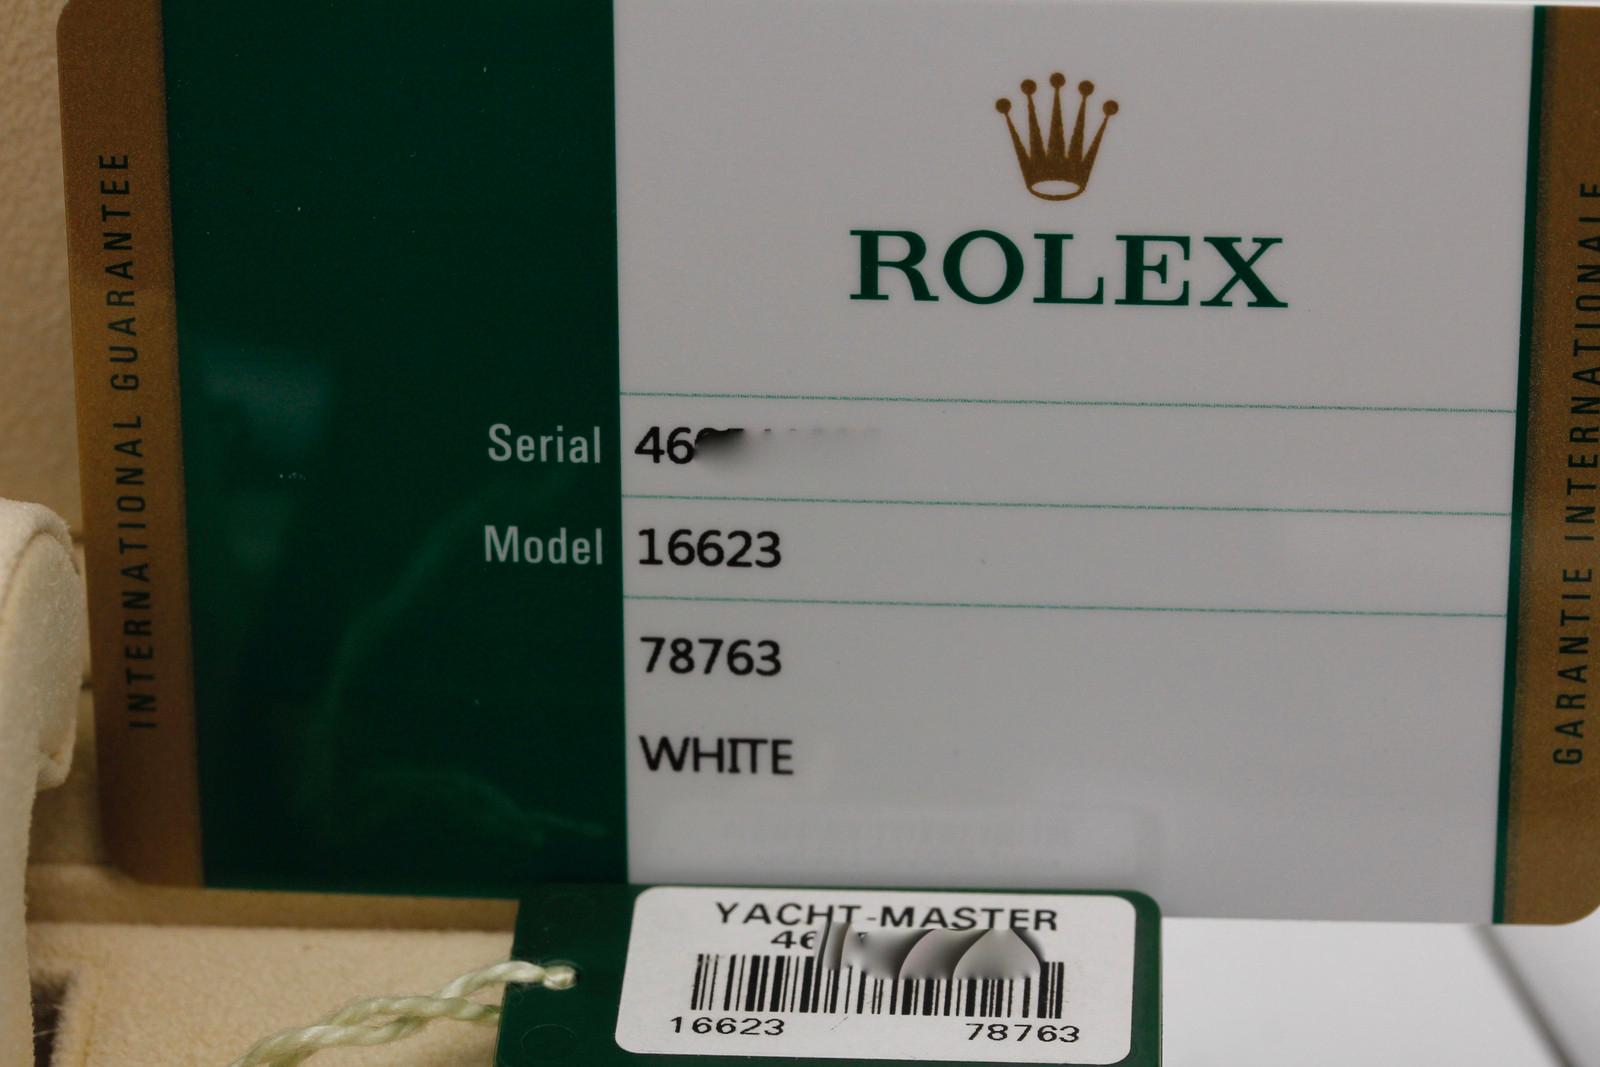 INTERNATIONAL GUARANTEE
ROLEX
Serial
Model 16623
78763
WHITE
GARANTIE INTERNATIONALE
YACHT-MASTER
16623 78763